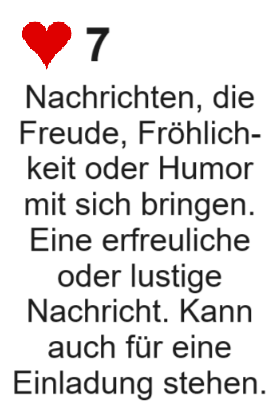 7
Nachrichten, die
Freude, Fröhlich-
keit oder Humor
mit sich bringen.
Eine erfreuliche
oder lustige
Nachricht. Kann
auch für eine
Einladung stehen.